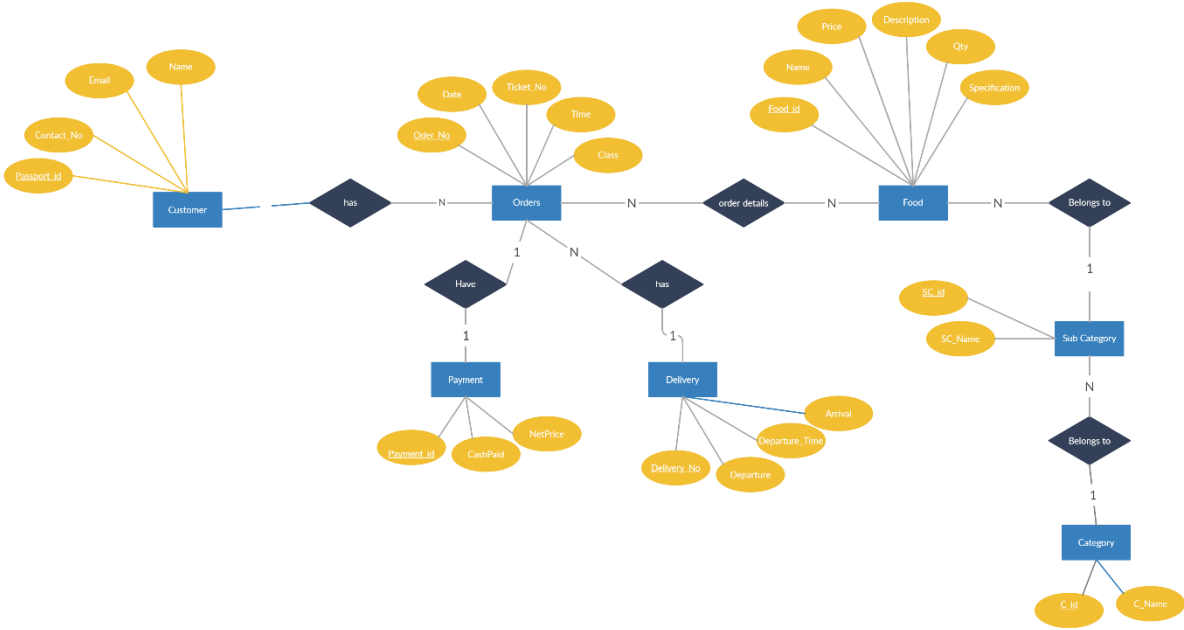 Price
Description
Qty
Name
Specification
Food_id
Name
Email
Contact_No
Passport_id
Date
Ticket_No
Time
Oder_No
Class
Customer
has
N
Orders
N
order details
N
Food
N
Belongs to
1
N
1
Have
has
SC_id
SC_Name
Sub Category
1
1
Payment
Delivery
N
Arrival
NetPrice
Departure_Time
Payment_id
CashPaid
Delivery_No
Departure
Belongs to
1
Category
C_Id
C_Name